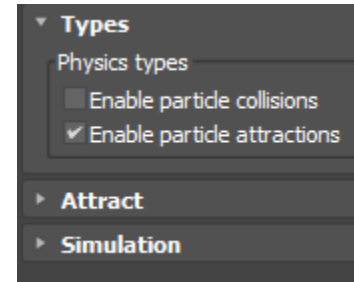 Types
Physics types
Enable particle collisions
Enable particle attractions
Attract
Simulation